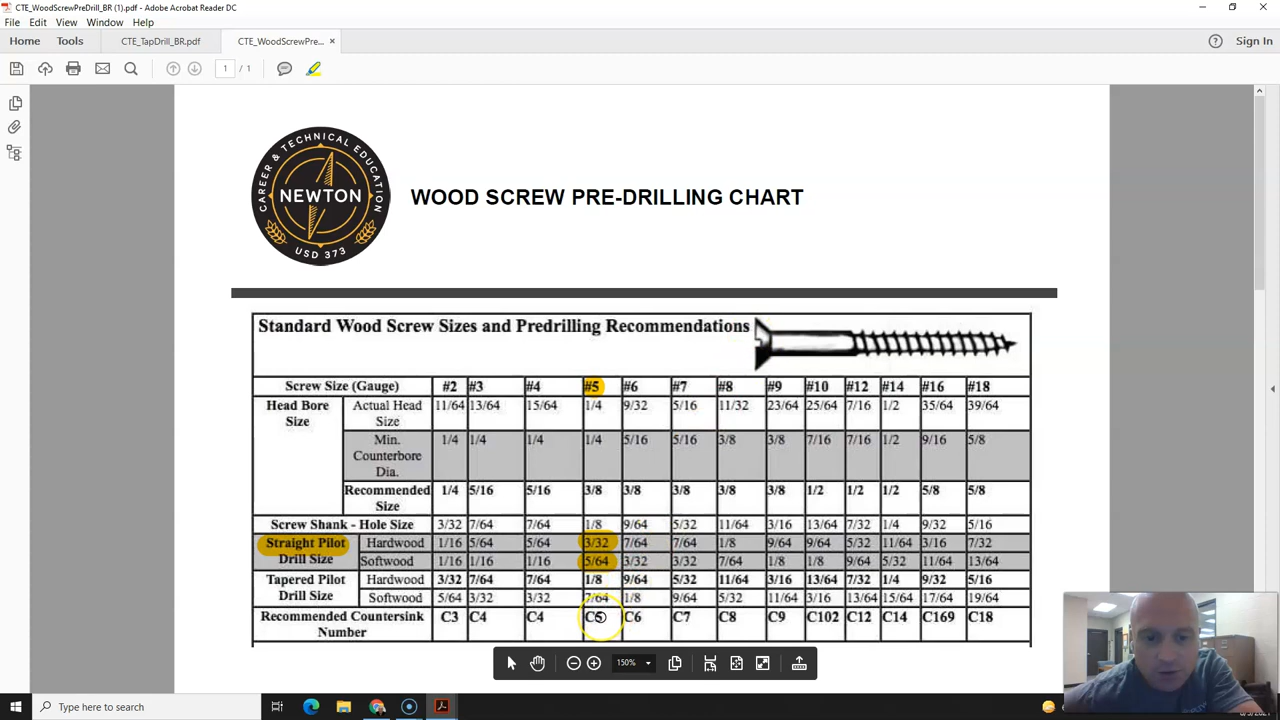 CTE_WoodScrewPreDrill_BR (1).pdf - Adobe Acrobat Reader DC
File Edit View Window Help
Home Tools CTE_TapDrill_BR.pdf CTE_WoodScrewPre... × Sign In
1 / 1
CAREER & TECHNICAL EDUCATION
NEWTON
USD 373
WOOD SCREW PRE-DRILLING CHART
Standard Wood Screw Sizes and Predrilling Recommendations
Screw Size (Gauge) #2 #3 #4 #5 #6 #7 #8 #9 #10 #12 #14 #16 #18
Head Bore Actual Head 11/64 13/64 15/64 1/4 9/32 5/16 11/32 23/64 25/64 7/16 1/2 35/64 39/64
Size Size
Min. 1/4 1/4 1/4 1/4 5/16 5/16 3/8 3/8 7/16 7/16 1/2 9/16 5/8
Counterbore
Dia.
Recommended 1/4 5/16 5/16 3/8 3/8 3/8 3/8 3/8 1/2 1/2 1/2 5/8 5/8
Size
Screw Shank - Hole Size 3/32 7/64 7/64 1/8 9/64 5/32 11/64 3/16 13/64 7/32 1/4 9/32 5/16
Straight Pilot Hardwood 1/16 5/64 5/64 3/32 7/64 7/64 1/8 9/64 9/64 5/32 11/64 3/16 7/32
Drill Size Softwood 1/16 1/16 1/16 5/64 3/32 3/32 7/64 1/8 1/8 9/64 5/32 11/64 13/64
Tapered Pilot Hardwood 3/32 7/64 7/64 1/8 9/64 5/32 11/64 3/16 13/64 7/32 1/4 9/32 5/16
Drill Size Softwood 5/64 3/32 3/32 7/64 1/8 9/64 5/32 11/64 3/16 13/64 15/64 17/64 19/64
Recommended Countersink C3 C4 C4 C5 C6 C7 C8 C9 C102 C12 C14 C169 C18
Number
150%
Type here to search